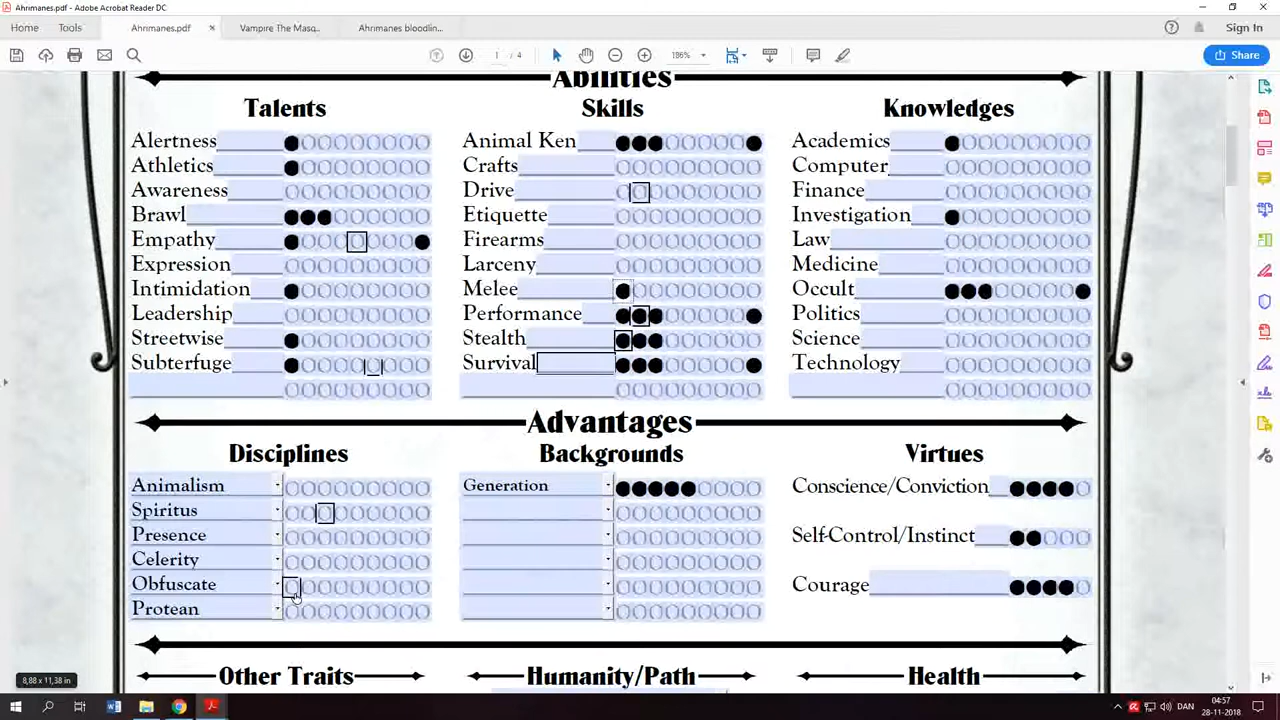 Ahrimanes.pdf - Adobe Acrobat Reader DC
Home Tools Ahrimanes.pdf × Vampire The Masq... Ahrimanes bloodlin... Sign In
1 / 4 186% Share
Abilities
Talents Skills Knowledges
Alertness Animal Ken Academics
Athletics Crafts Computer
Awareness Drive Finance
Brawl Etiquette Investigation
Empathy Firearms Law
Expression Larceny Medicine
Intimidation Melee Occult
Leadership Performance Politics
Streetwise Stealth Science
Subterfuge Survival Technology
Advantages
Disciplines Backgrounds Virtues
Animalism Generation Conscience/Conviction
Spiritus
Presence Self-Control/Instinct
Celerity
Obfuscate Courage
Protean
Other Traits Humanity/Path Health
8,88 x 11,38 in
DAN 04:57
28-11-2018